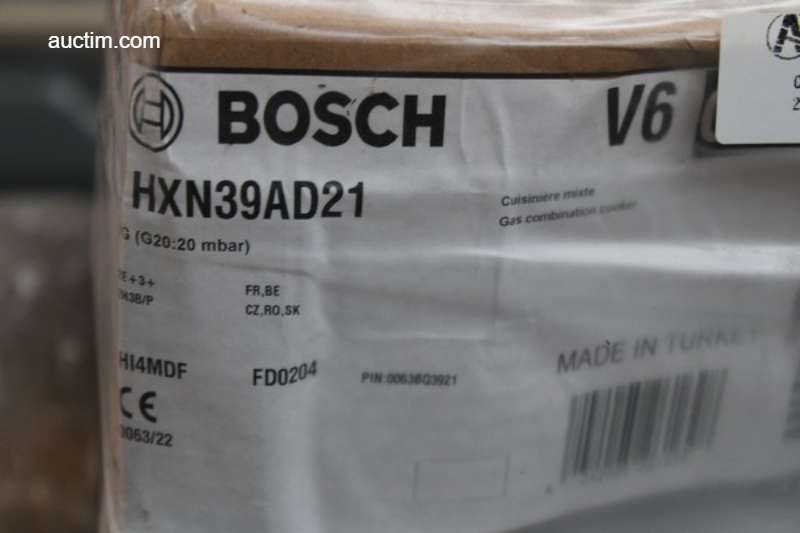 auctim.com
BOSCH
V6
HXN39AD21
Cuisinière mixte
Gas combination cooker
(G20:20 mbar)
FR,BE
CZ,RO,SK
HI4MDF
FD0204
PIN:0063BQ3921
MADE IN TURKEY
CE
0063/22